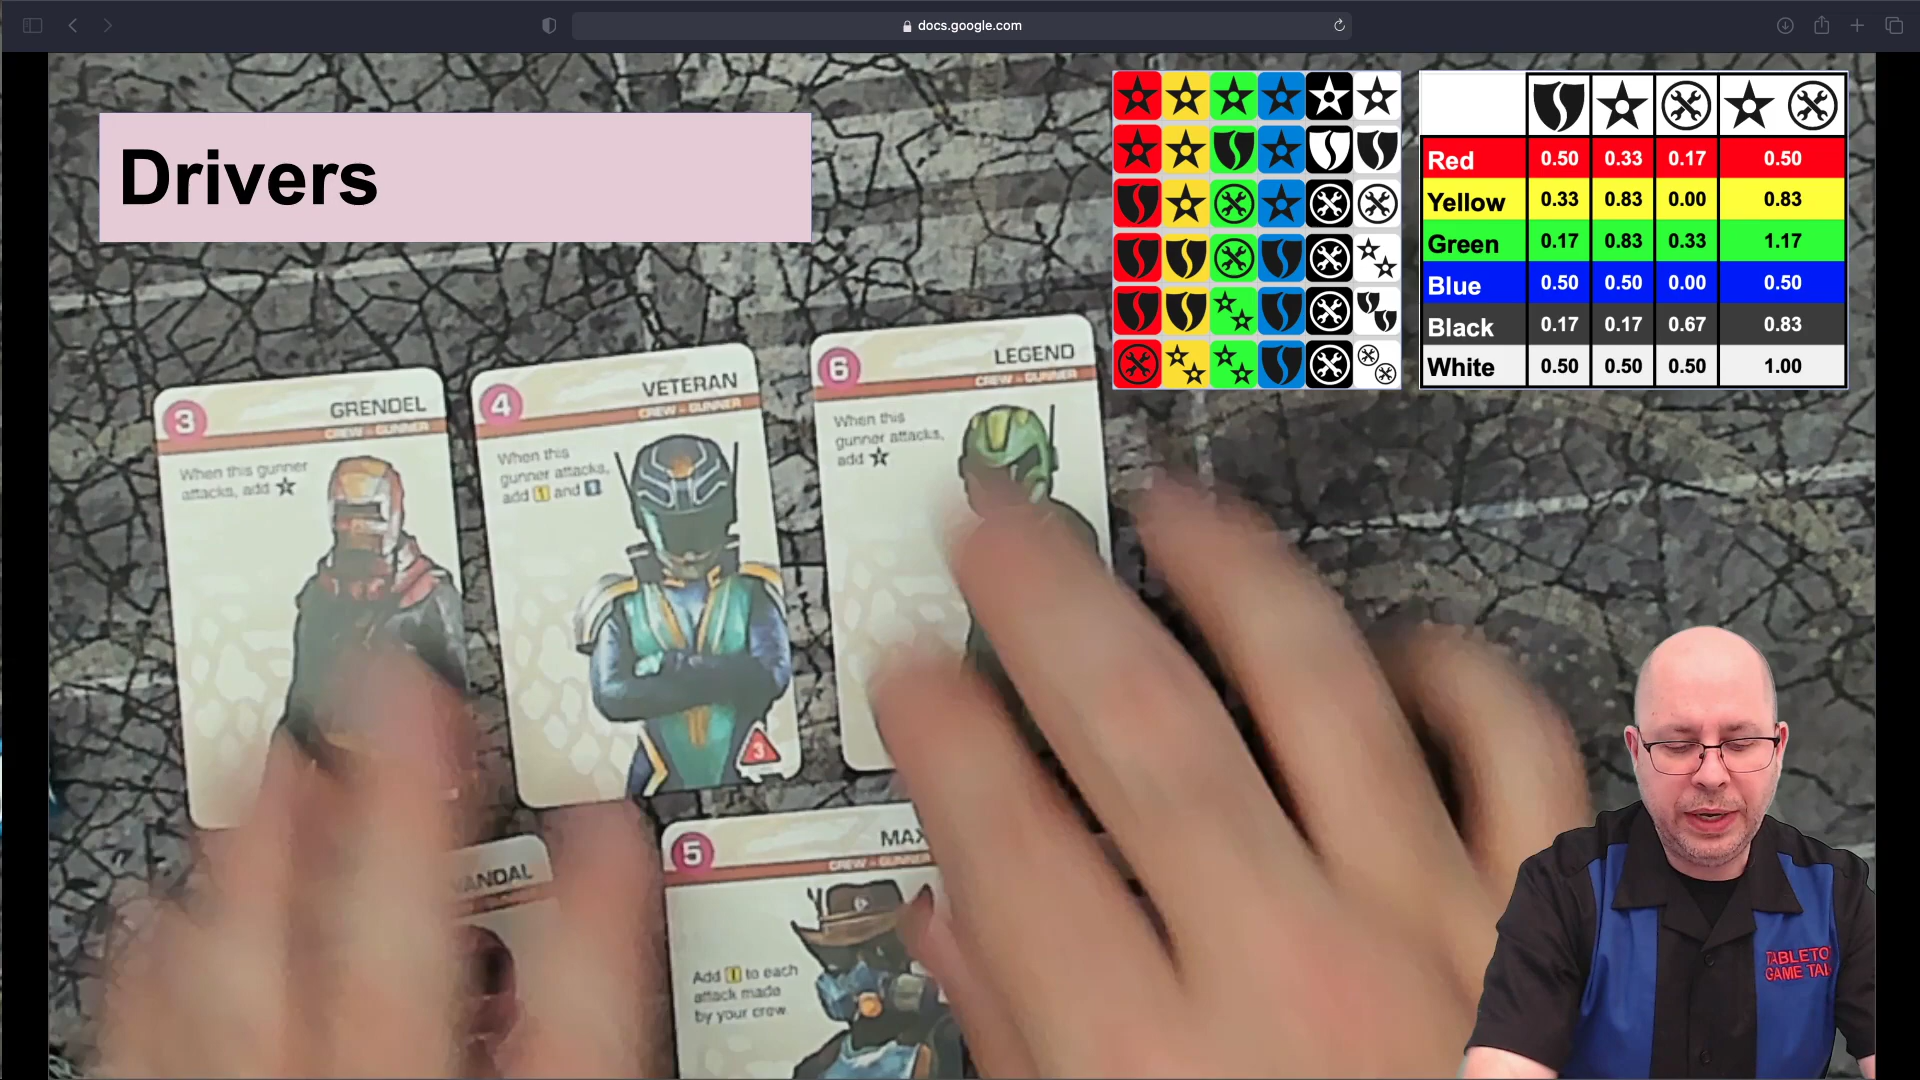 docs.google.com
Drivers
Red 0.50 0.33 0.17 0.50
Yellow 0.33 0.83 0.00 0.83
Green 0.17 0.83 0.33 1.17
Blue 0.50 0.50 0.00 0.50
Black 0.17 0.17 0.67 0.83
White 0.50 0.50 0.50 1.00
3 GRENDEL
CREW - GUNNER
When this gunner
attacks, add
4 VETERAN
CREW - GUNNER
When this
gunner attacks,
add 1 and
3
6 LEGEND
CREW - GUNNER
When this
gunner attacks,
add
VANDAL
5 MAX
CREW - GUNNER
Add 1 to each
attack made
by your crew.
TABLETO
GAME TAL